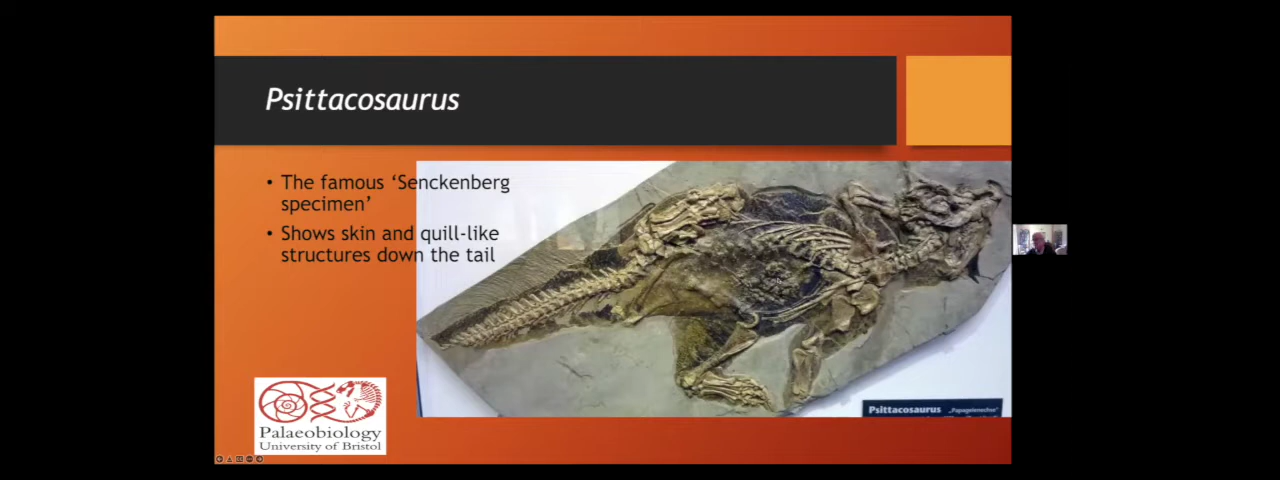 Psittacosaurus
• The famous ‘Senckenberg
specimen’
• Shows skin and quill-like
structures down the tail
Psittacosaurus
Palaeobiology
University of Bristol